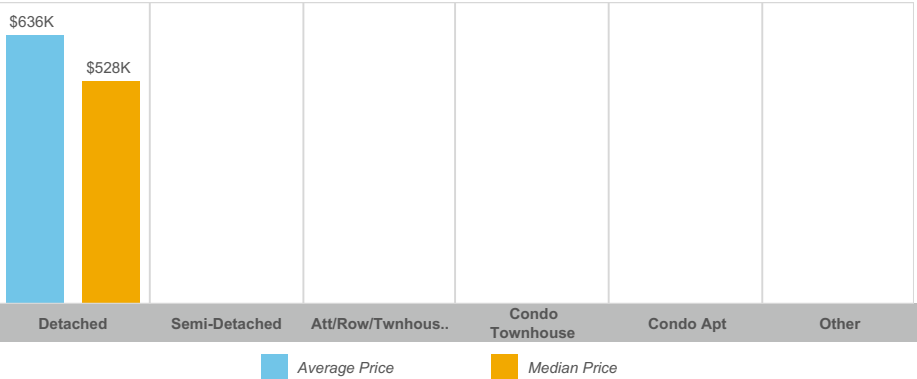 $636K
$528K
Detached
Semi-Detached
Att/Row/Twnhous..
Condo
Townhouse
Condo Apt
Other
Average Price
Median Price